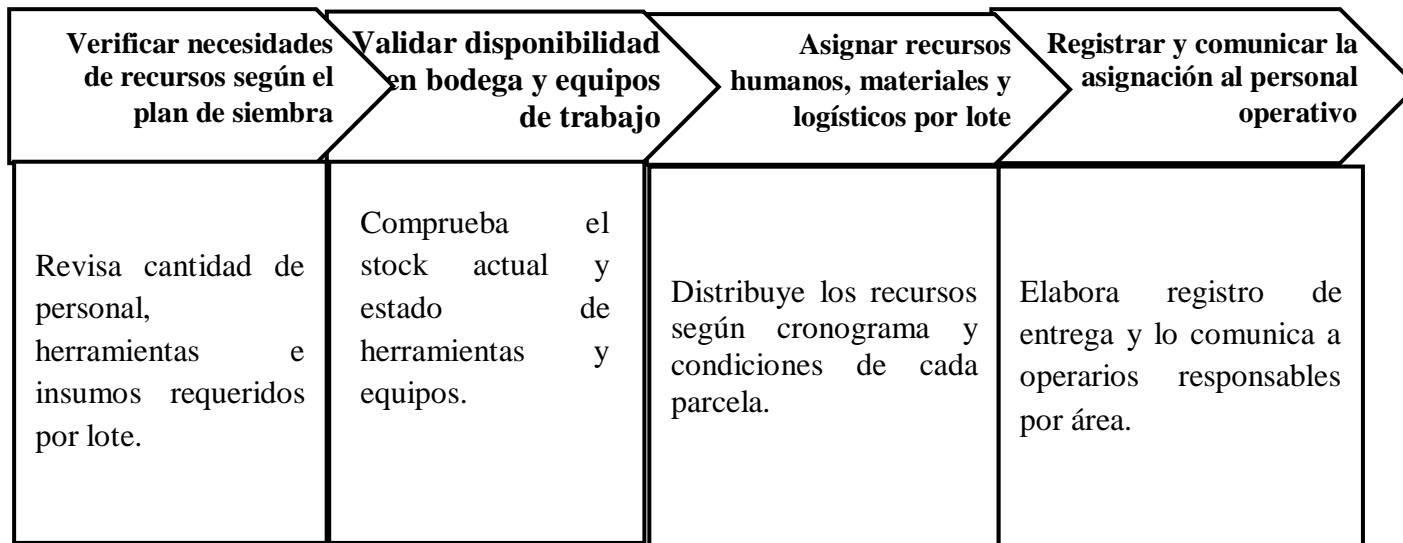 Verificar necesidades
de recursos según el
plan de siembra
Validar disponibilidad
en bodega y equipos
de trabajo
Asignar recursos
humanos, materiales y
logísticos por lote
Registrar y comunicar la
asignación al personal
operativo
Revisa cantidad de
personal,
herramientas e
insumos requeridos
por lote.
Comprueba el
stock actual y
estado de
herramientas y
equipos.
Distribuye los recursos
según cronograma y
condiciones de cada
parcela.
Elabora registro de
entrega y lo comunica a
operarios responsables
por área.